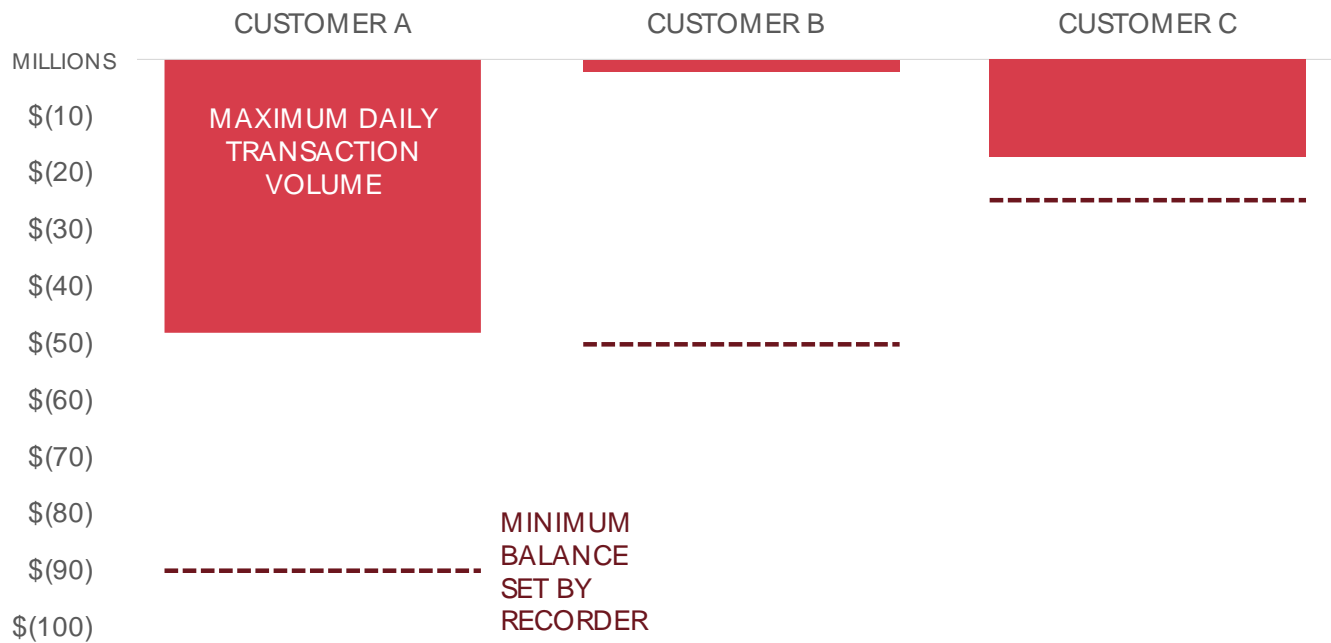 CUSTOMER A
CUSTOMER B
CUSTOMER C
MILLIONS
$(10)
$(20)
$(30)
$(40)
$(50)
$(60)
$(70)
$(80)
$(90)
$(100)
MAXIMUM DAILY
TRANSACTION
VOLUME
MINIMUM
BALANCE
SET BY
RECORDER